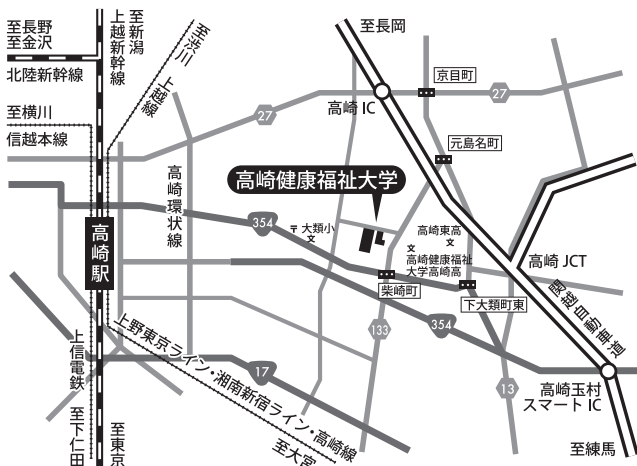 至長野
至金沢
北陸新幹線
至新潟
上越新幹線
至渋川
上越線
至横川
信越本線
高崎環状線
27
至長岡
高崎IC
京目町
27
元島名町
高崎健康福祉大学
354
〒大類小
文
高崎東高
文
文
高崎健康福祉
大学高崎高
高崎駅
高崎JCT
関越自動車道
柴崎町
下大類町東
133
354
上野東京ライン・湘南新宿ライン・高崎線
上信電鉄
17
13
高崎玉村
スマートIC
至下仁田
至東京
至大宮
至練馬